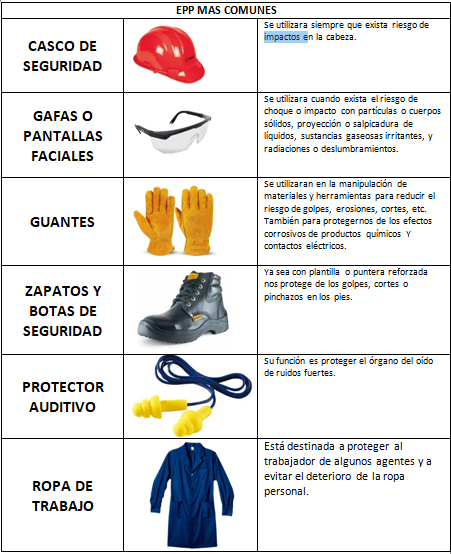 EPP MAS COMUNES
CASCO DE
SEGURIDAD
Se utilizara siempre que exista riesgo de
impactos en la cabeza.
GAFAS O
PANTALLAS
FACIALES
Se utilizara cuando exista el riesgo de
choque o impacto con partículas o cuerpos
sólidos, proyección o salpicadura de
líquidos, sustancias gaseosas irritantes, y
radiaciones o deslumbramientos.
GUANTES
Se utilizaran en la manipulación de
materiales y herramientas para reducir el
riesgo de golpes, erosiones, cortes, etc.
También para protegernos de los efectos
corrosivos de productos químicos Y
contactos eléctricos.
ZAPATOS Y
BOTAS DE
SEGURIDAD
Ya sea con plantilla o puntera reforzada
nos protege de los golpes, cortes o
pinchazos en los pies.
PROTECTOR
AUDITIVO
Su función es proteger el órgano del oído
de ruidos fuertes.
ROPA DE
TRABAJO
Está destinada a proteger al
trabajador de algunos agentes y a
evitar el deterioro de la ropa
personal.